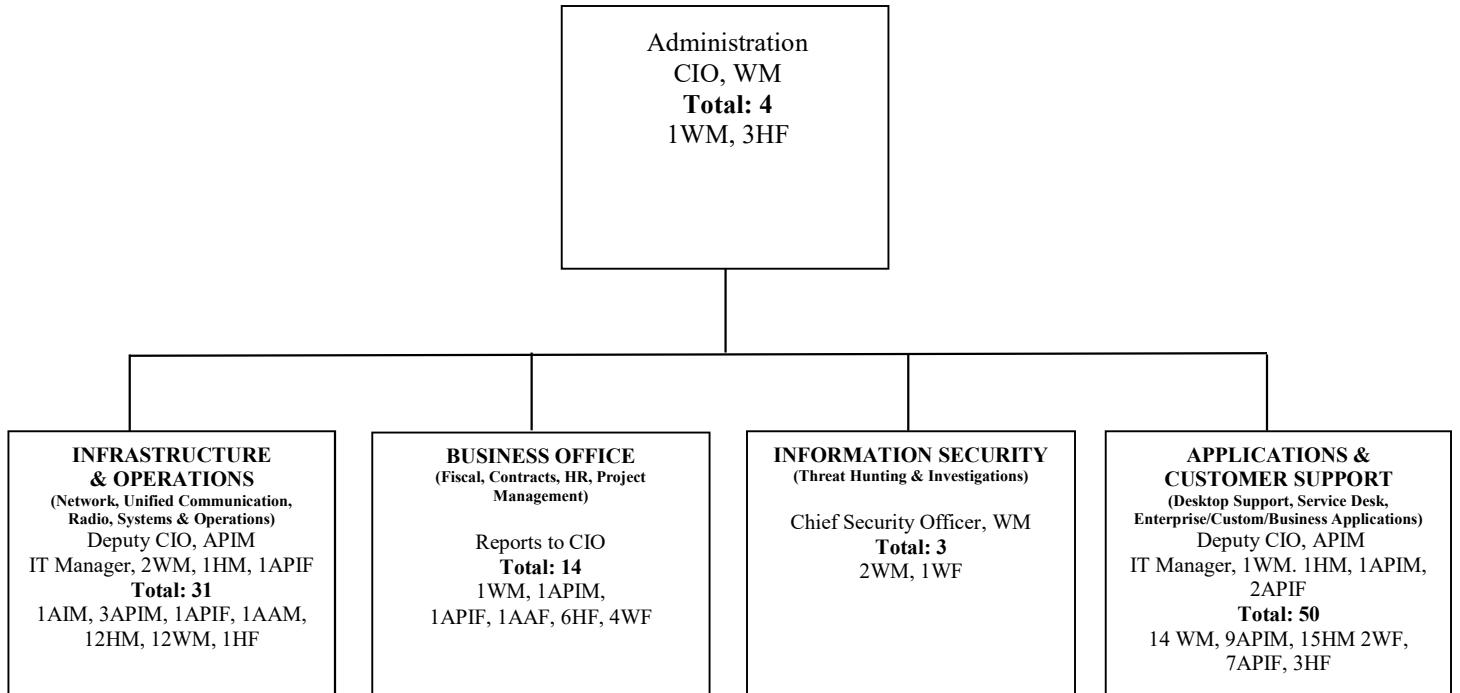 Administration
CIO, WM
Total: 4
1WM, 3HF
INFRASTRUCTURE
& OPERATIONS
(Network, Unified Communication,
Radio, Systems & Operations)
Deputy CIO, APIM
IT Manager, 2WM, 1HM, 1APIF
Total: 31
1AIM, 3APIM, 1APIF, 1AAM,
12HM, 12WM, 1HF
BUSINESS OFFICE
(Fiscal, Contracts, HR, Project
Management)
Reports to CIO
Total: 14
1WM, 1APIM,
1APIF, 1AAF, 6HF, 4WF
INFORMATION SECURITY
(Threat Hunting & Investigations)
Chief Security Officer, WM
Total: 3
2WM, 1WF
APPLICATIONS &
CUSTOMER SUPPORT
(Desktop Support, Service Desk,
Enterprise/Custom/Business Applications)
Deputy CIO, APIM
IT Manager, 1WM. 1HM, 1APIM,
2APIF
Total: 50
14 WM, 9APIM, 15HM 2WF,
7APIF, 3HF